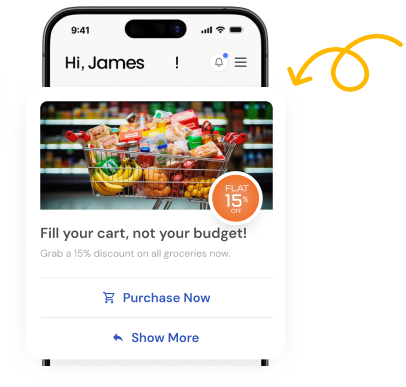 9:41
Hi, James !
FLAT
15%
OFF
Fill your cart, not your budget!
Grab a 15% discount on all groceries now.
Purchase Now
Show More